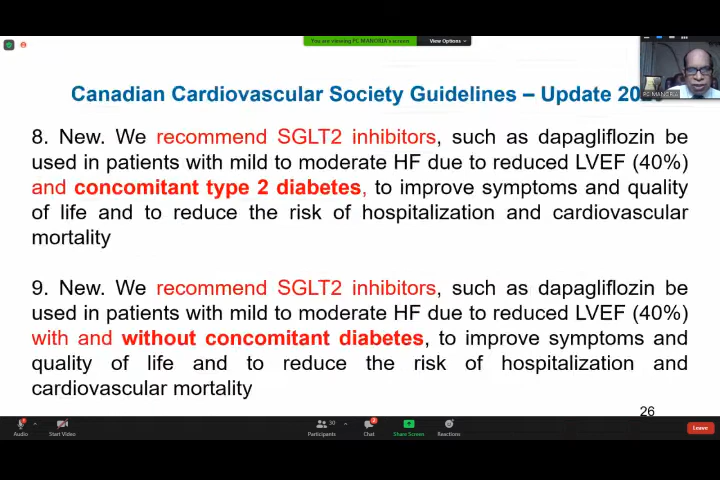 You are viewing PC MANORIA's screen
View Options
PC MANORIA
Canadian Cardiovascular Society Guidelines – Update 20
8. New. We recommend SGLT2 inhibitors, such as dapagliflozin be
used in patients with mild to moderate HF due to reduced LVEF (40%)
and concomitant type 2 diabetes, to improve symptoms and quality
of life and to reduce the risk of hospitalization and cardiovascular
mortality
9. New. We recommend SGLT2 inhibitors, such as dapagliflozin be
used in patients with mild to moderate HF due to reduced LVEF (40%)
with and without concomitant diabetes, to improve symptoms and
quality of life and to reduce the risk of hospitalization and
cardiovascular mortality
26
30
Audio
Start Video
Participants
Chat
Share Screen
Reactions
Leave